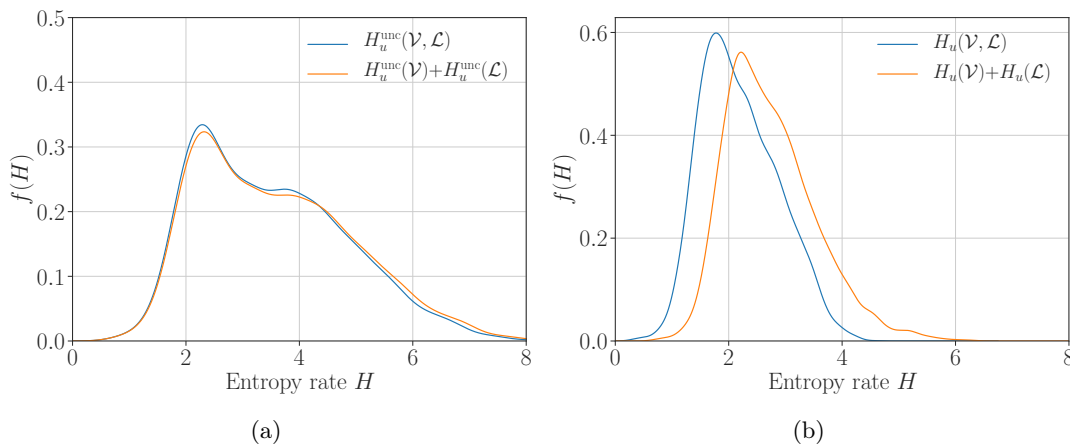 0.5
0.4
0.3
0.2
0.1
0.0
f(H)
0 2 4 6 8
Entropy rate H
H_u^unc(𝒱, ℒ)
H_u^unc(𝒱)+H_u^unc(ℒ)
(a)
0.6
0.4
0.2
0.0
f(H)
0 2 4 6 8
Entropy rate H
H_u(𝒱, ℒ)
H_u(𝒱)+H_u(ℒ)
(b)